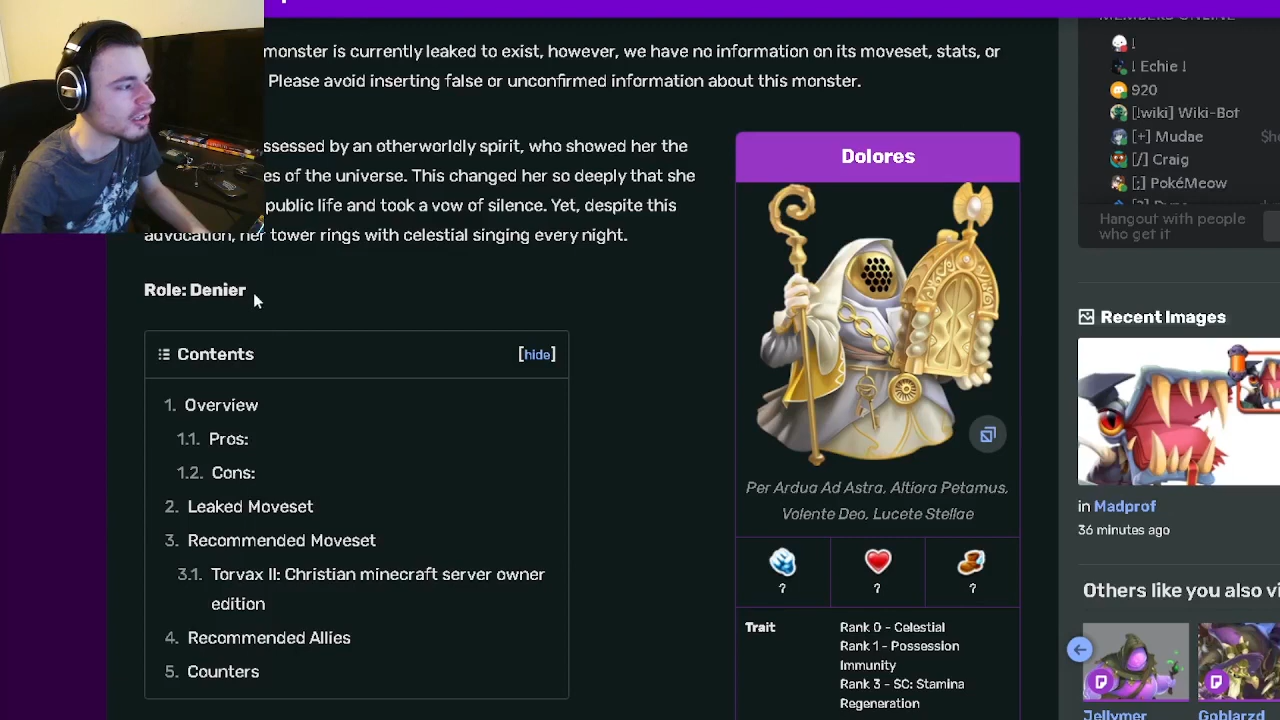 monster is currently leaked to exist, however, we have no information on its moveset, stats, or
Please avoid inserting false or unconfirmed information about this monster.
ssessed by an otherworldly spirit, who showed her the
es of the universe. This changed her so deeply that she
public life and took a vow of silence. Yet, despite this
advocation, her tower rings with celestial singing every night.
Role: Denier
Contents
[hide]
1. Overview
1.1. Pros:
1.2. Cons:
2. Leaked Moveset
3. Recommended Moveset
3.1. Torvax II: Christian minecraft server owner
edition
4. Recommended Allies
5. Counters
Dolores
Per Ardua Ad Astra, Altiora Petamus,
Volente Deo, Lucete Stellae
? ? ?
Trait
Rank 0 - Celestial
Rank 1 - Possession
Immunity
Rank 3 - SC: Stamina
Regeneration
MEMBERS ONLINE
!
! Echie !
920
[!wiki] Wiki-Bot
[+] Mudae $h
[/] Craig
[;] PokéMeow
Hangout with people
who get it
Recent Images
in Madprof
36 minutes ago
Others like you also vi
Jellymer
Goblarzd